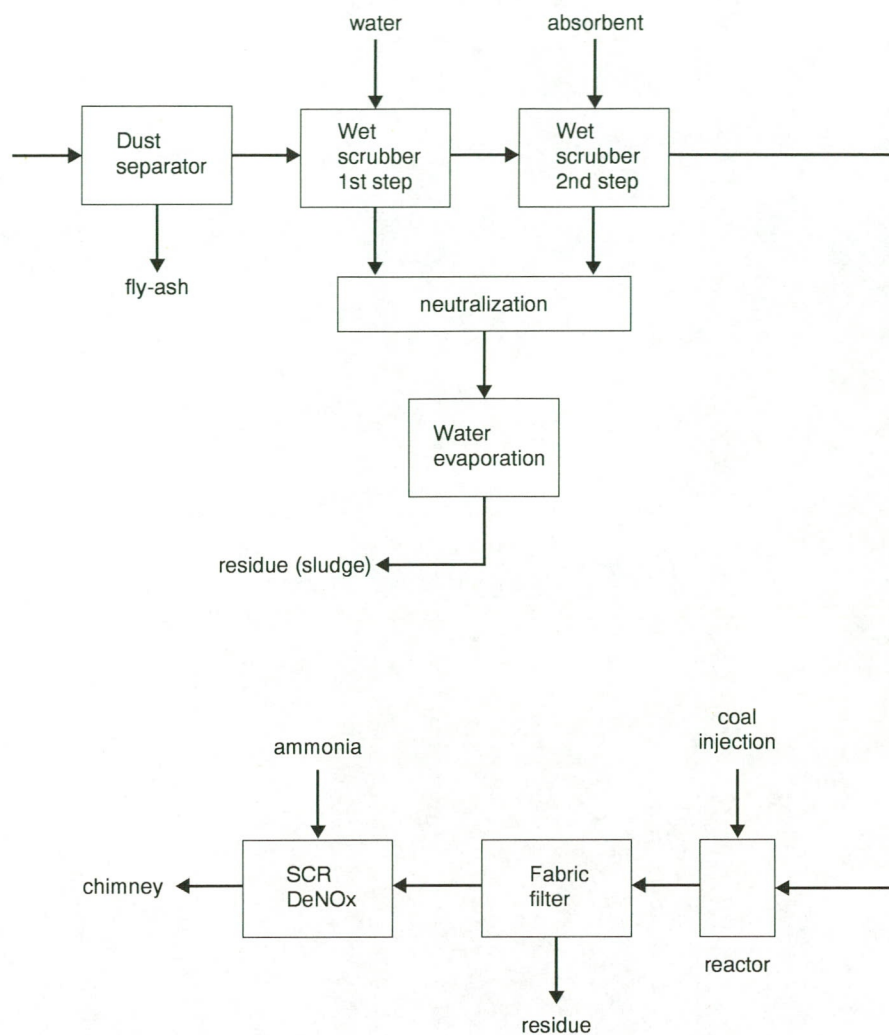 water
absorbent
Dust
separator
Wet
scrubber
1st step
Wet
scrubber
2nd step
fly-ash
neutralization
Water
evaporation
residue (sludge)
coal
injection
ammonia
chimney
SCR
DeNOx
Fabric
filter
reactor
residue